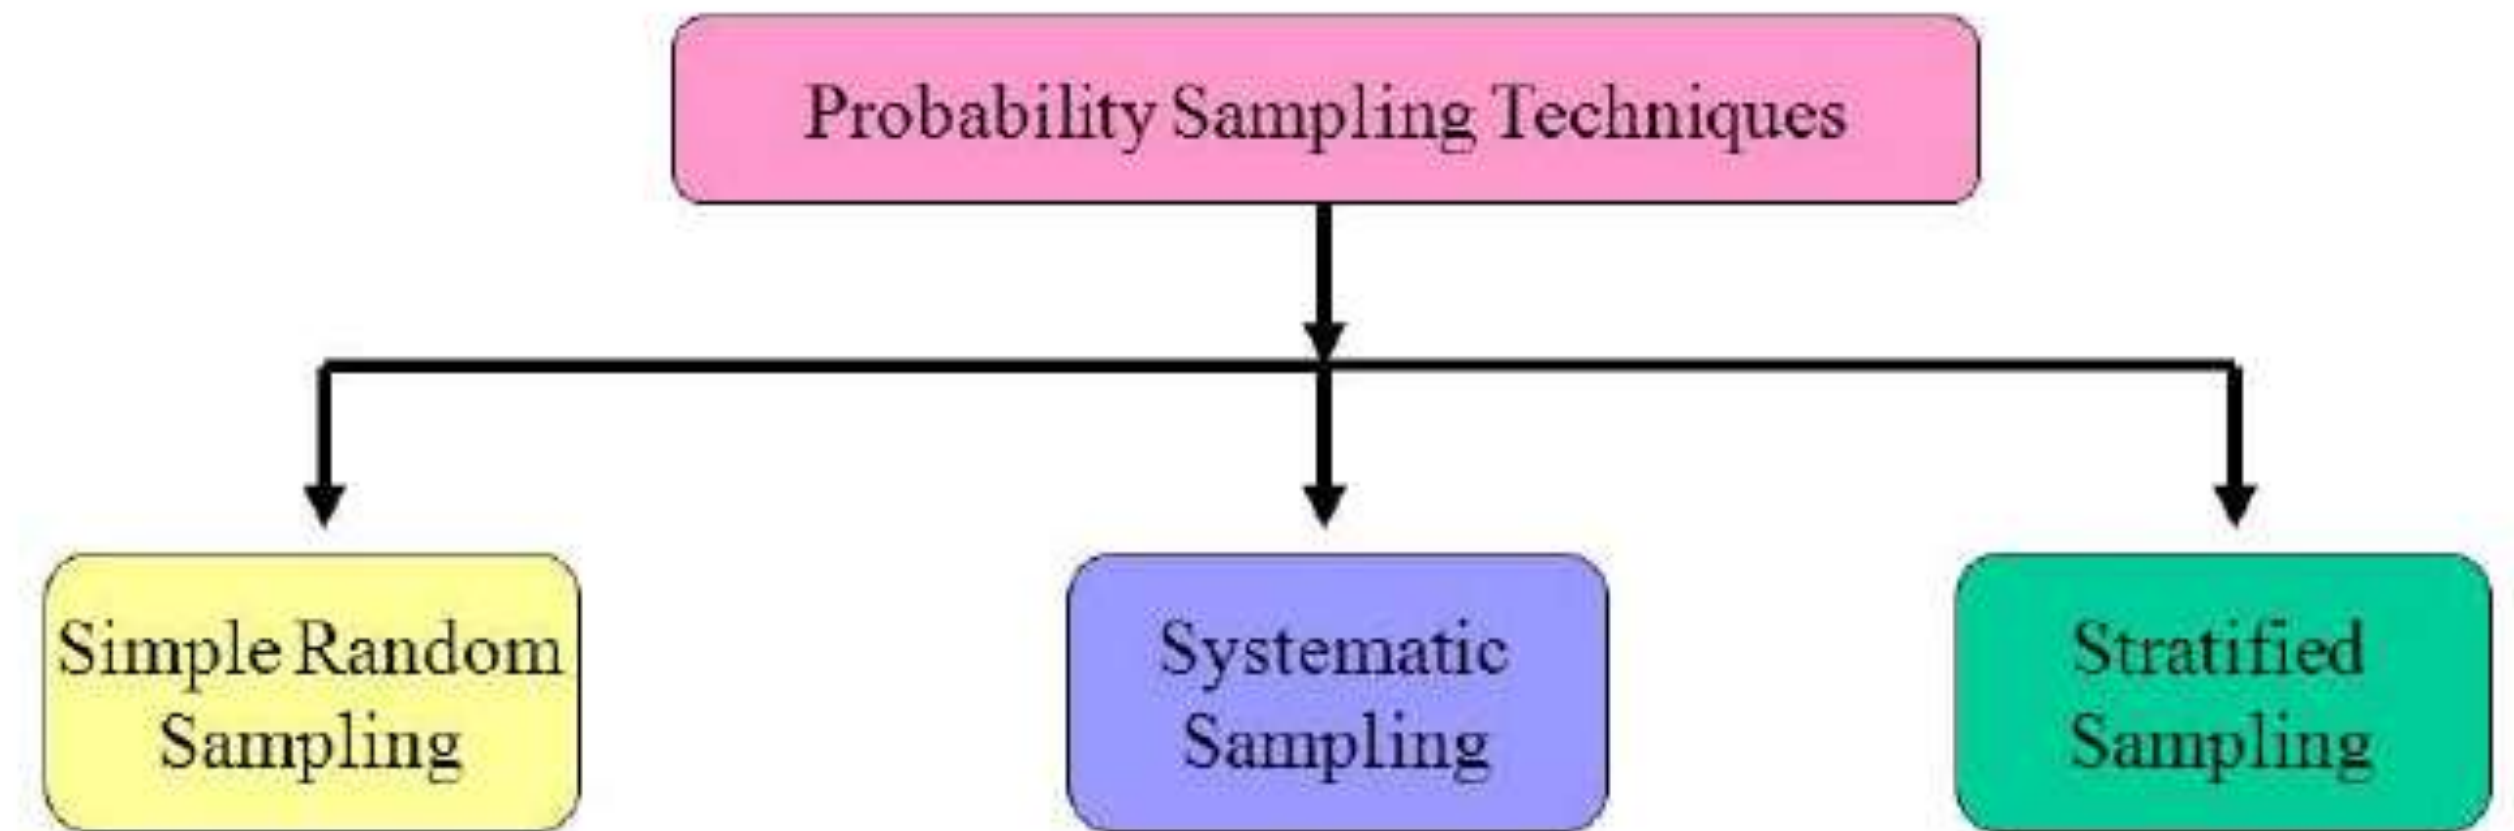 Probability Sampling Techniques
Simple Random
Sampling
Systematic
Sampling
Stratified
Sampling